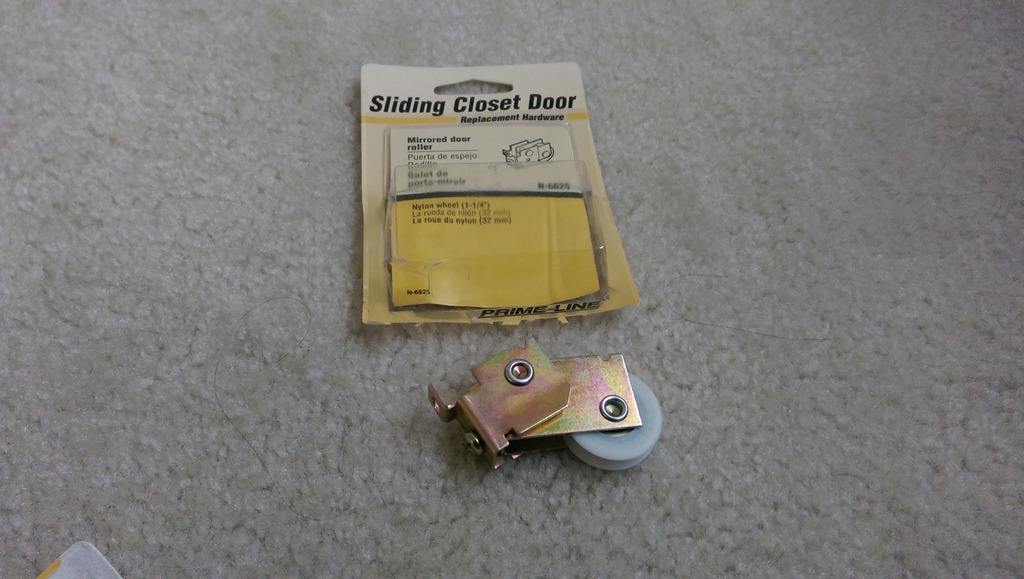 Sliding Closet Door
Replacement Hardware
Mirrored door
roller
Puerta de espejo:
Rodillo
Galet de
porte-miroir
N-6625
Nylon wheel (1-1/4")
La rueda de nilón (32 mm)
La roue du nylon (32 mm)
N-6625
PRIME-LINE